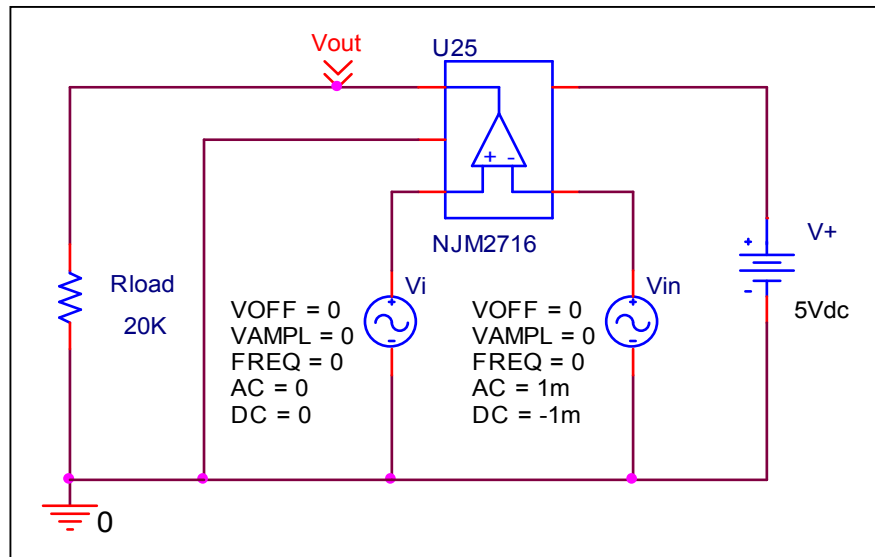 Vout
U25
+ -
NJM2716
V+
+
-
5Vdc
Rload
20K
Vi
+
-
VOFF = 0
VAMPL = 0
FREQ = 0
AC = 0
DC = 0
Vin
+
-
VOFF = 0
VAMPL = 0
FREQ = 0
AC = 1m
DC = -1m
0